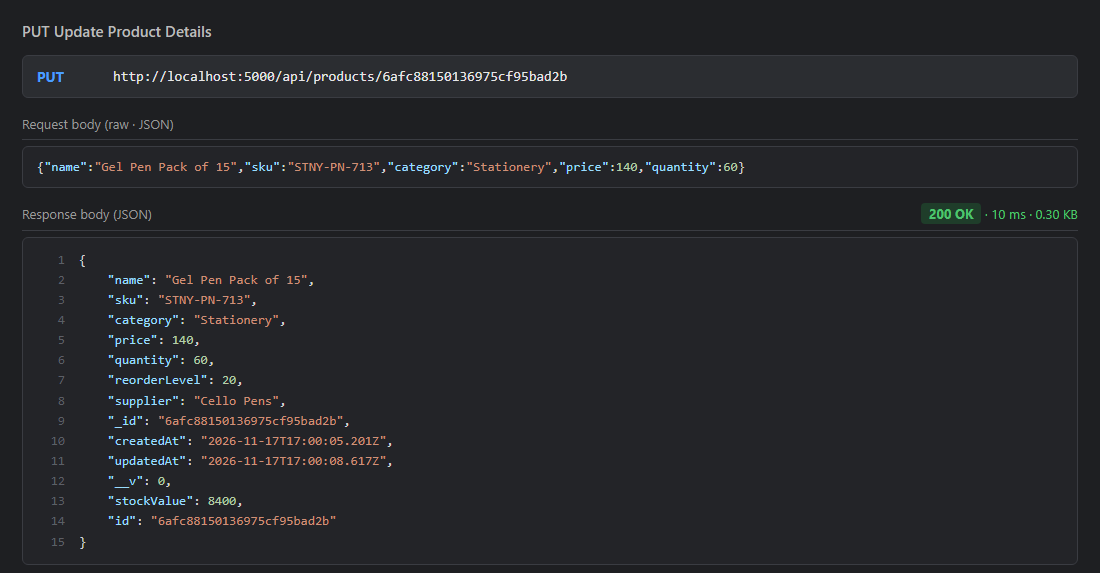 PUT Update Product Details
PUT http://localhost:5000/api/products/6afc88150136975cf95bad2b
Request body (raw · JSON)
{"name":"Gel Pen Pack of 15","sku":"STNY-PN-713","category":"Stationery","price":140,"quantity":60}
Response body (JSON) 200 OK · 10 ms · 0.30 KB
1 {
2 "name": "Gel Pen Pack of 15",
3 "sku": "STNY-PN-713",
4 "category": "Stationery",
5 "price": 140,
6 "quantity": 60,
7 "reorderLevel": 20,
8 "supplier": "Cello Pens",
9 "_id": "6afc88150136975cf95bad2b",
10 "createdAt": "2026-11-17T17:00:05.201Z",
11 "updatedAt": "2026-11-17T17:00:08.617Z",
12 "__v": 0,
13 "stockValue": 8400,
14 "id": "6afc88150136975cf95bad2b"
15 }